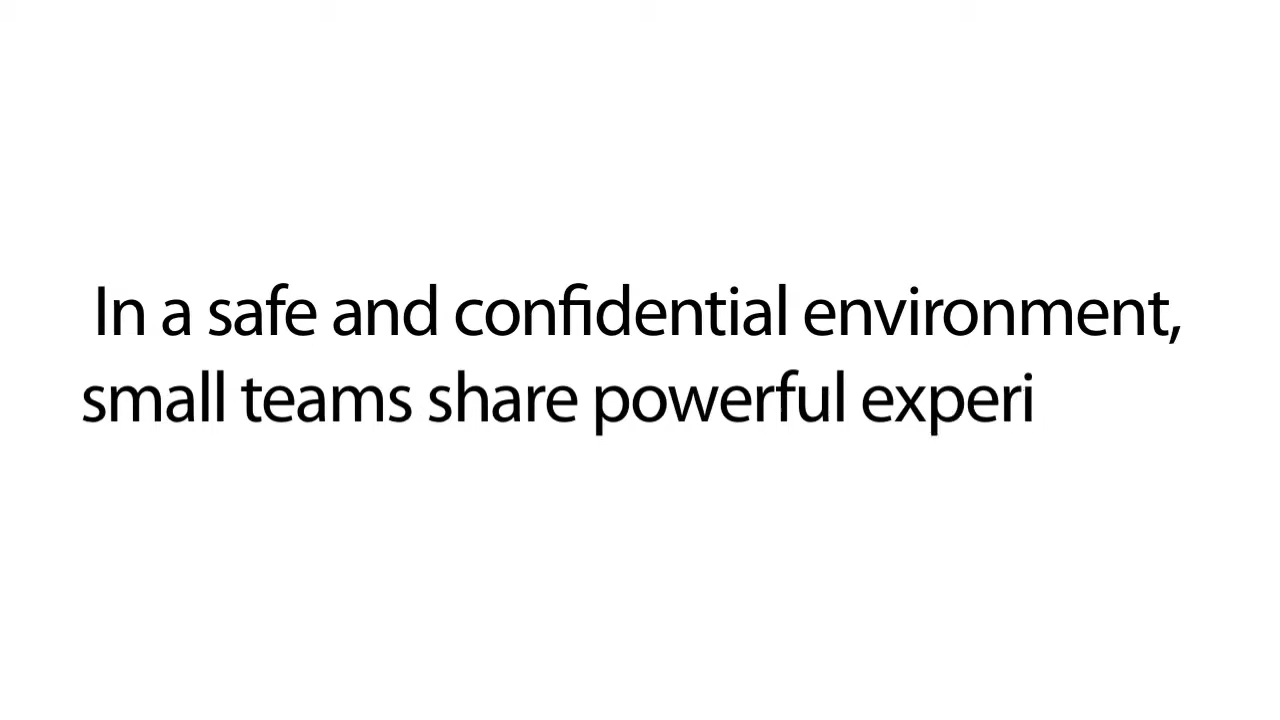 In a safe and confidential environment,
small teams share powerful experi